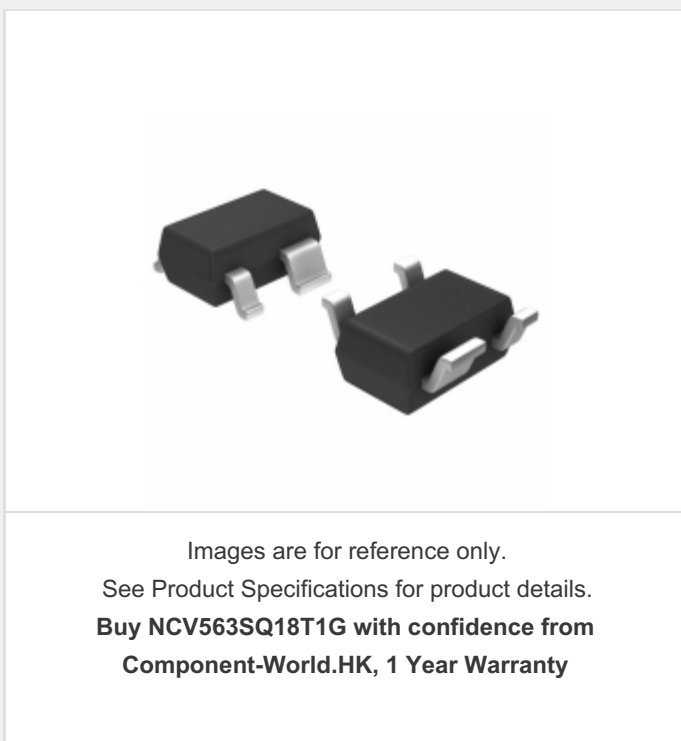 Images are for reference only.
See Product Specifications for product details.
Buy NCV563SQ18T1G with confidence from
Component-World.HK, 1 Year Warranty